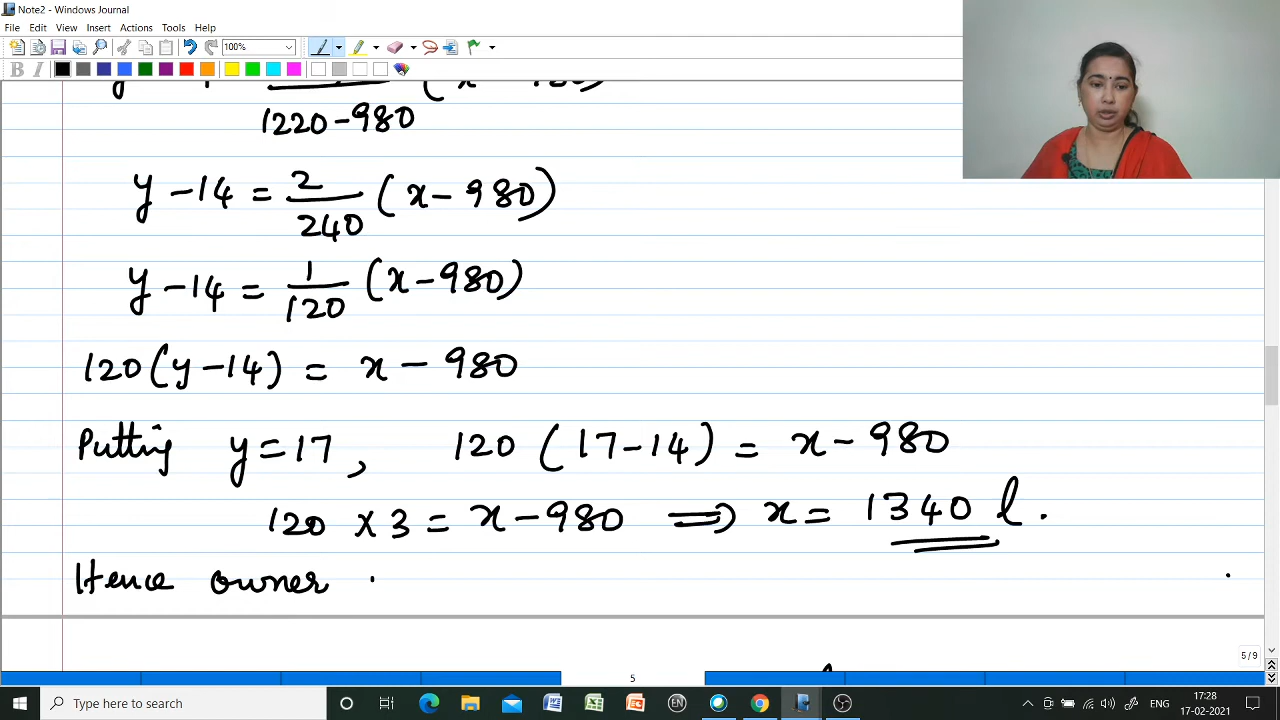 Note2 - Windows Journal
File Edit View Insert Actions Tools Help
100%
B I
1220-980
y-14 = 2/240 (x-980)
y-14 = 1/120 (x-980)
120(y-14) = x-980
Putting y=17, 120(17-14) = x-980
120 x 3 = x-980 ⟹ x = 1340 l.
Hence owner
5/9
5
Type here to search
EN
ENG
17:28
17-02-2021